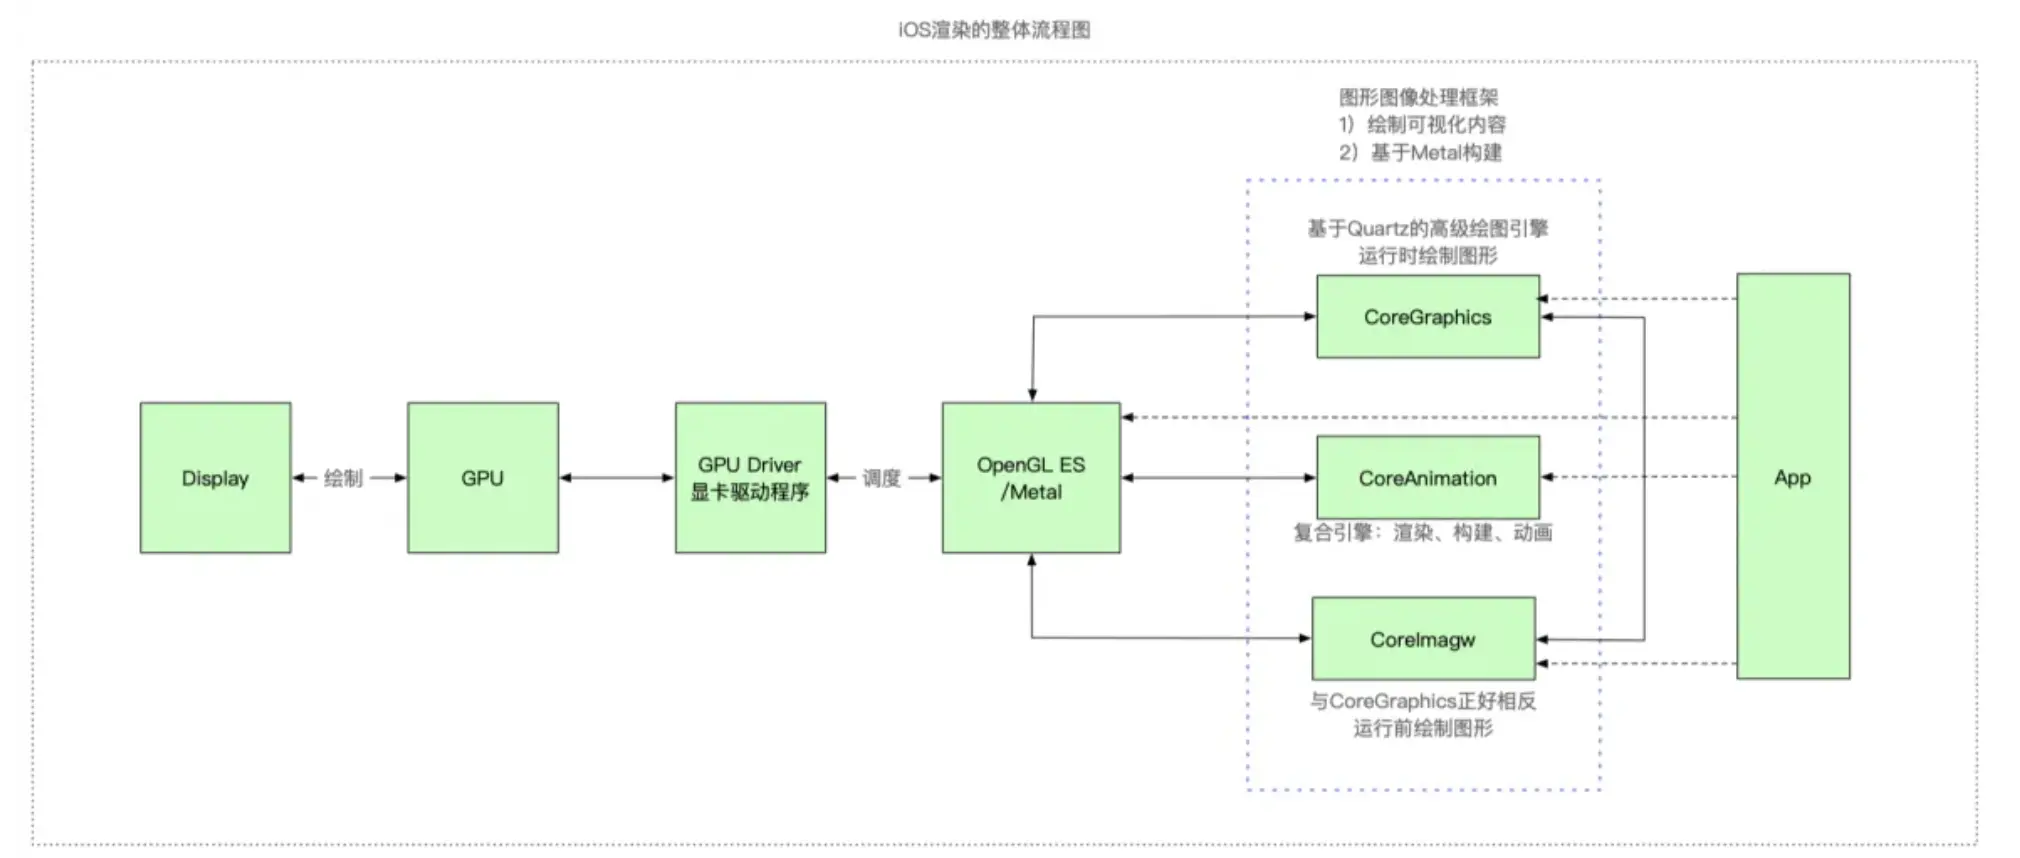 iOS渲染的整体流程图
图形图像处理框架
1）绘制可视化内容
2）基于Metal构建
基于Quartz的高级绘图引擎
运行时绘制图形
CoreGraphics
Display
绘制
GPU
GPU Driver
显卡驱动程序
调度
OpenGL ES
/Metal
CoreAnimation
App
复合引擎：渲染、构建、动画
CoreImagw
与CoreGraphics正好相反
运行前绘制图形